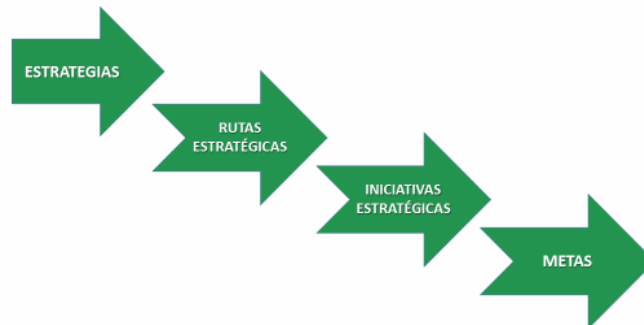 ESTRATEGIAS
RUTAS
ESTRATÉGICAS
INICIATIVAS
ESTRATÉGICAS
METAS